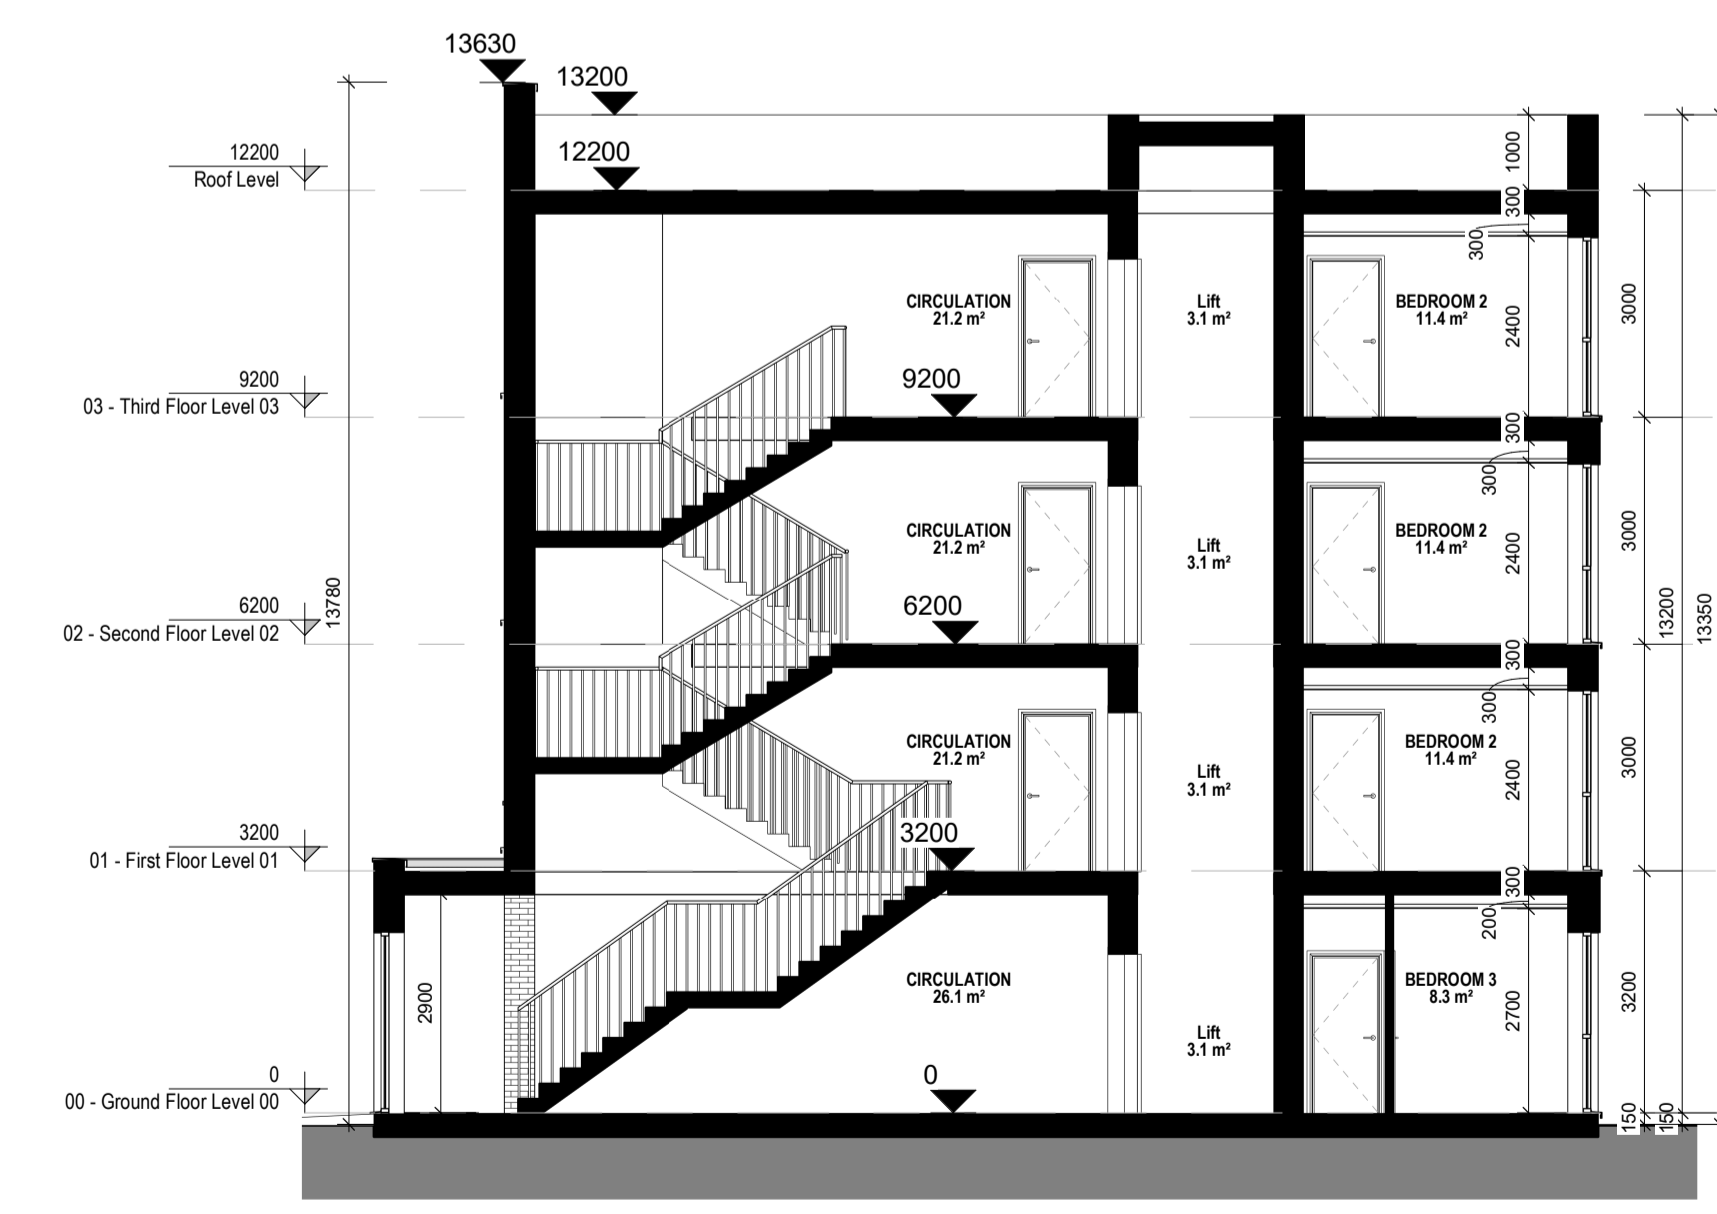 13630
13200
12200
12200
Roof Level
1000
300
300
CIRCULATION
21.2 m²
Lift
3.1 m²
BEDROOM 2
11.4 m²
2400
3000
9200
03 - Third Floor Level 03
9200
300
300
CIRCULATION
21.2 m²
Lift
3.1 m²
BEDROOM 2
11.4 m²
2400
3000
13780
6200
02 - Second Floor Level 02
6200
13200
13350
300
300
CIRCULATION
21.2 m²
Lift
3.1 m²
BEDROOM 2
11.4 m²
2400
3000
3200
01 - First Floor Level 01
3200
300
200
2900
CIRCULATION
26.1 m²
Lift
3.1 m²
BEDROOM 3
8.3 m²
2700
3200
0
00 - Ground Floor Level 00
0
150
150